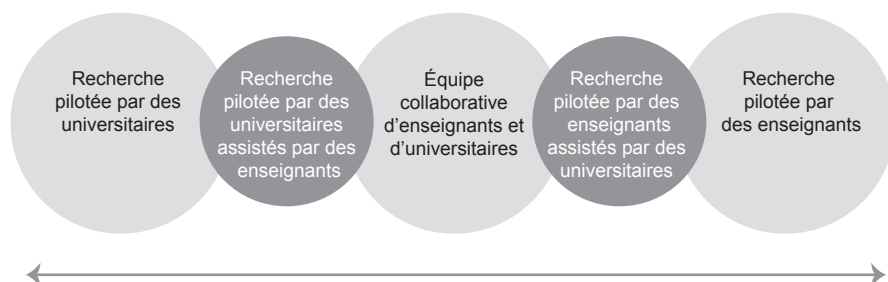 Recherche
pilotée par des
universitaires
Recherche
pilotée par des
universitaires
assistés par des
enseignants
Équipe
collaborative
d'enseignants et
d'universitaires
Recherche
pilotée par des
enseignants
assistés par des
universitaires
Recherche
pilotée par
des enseignants